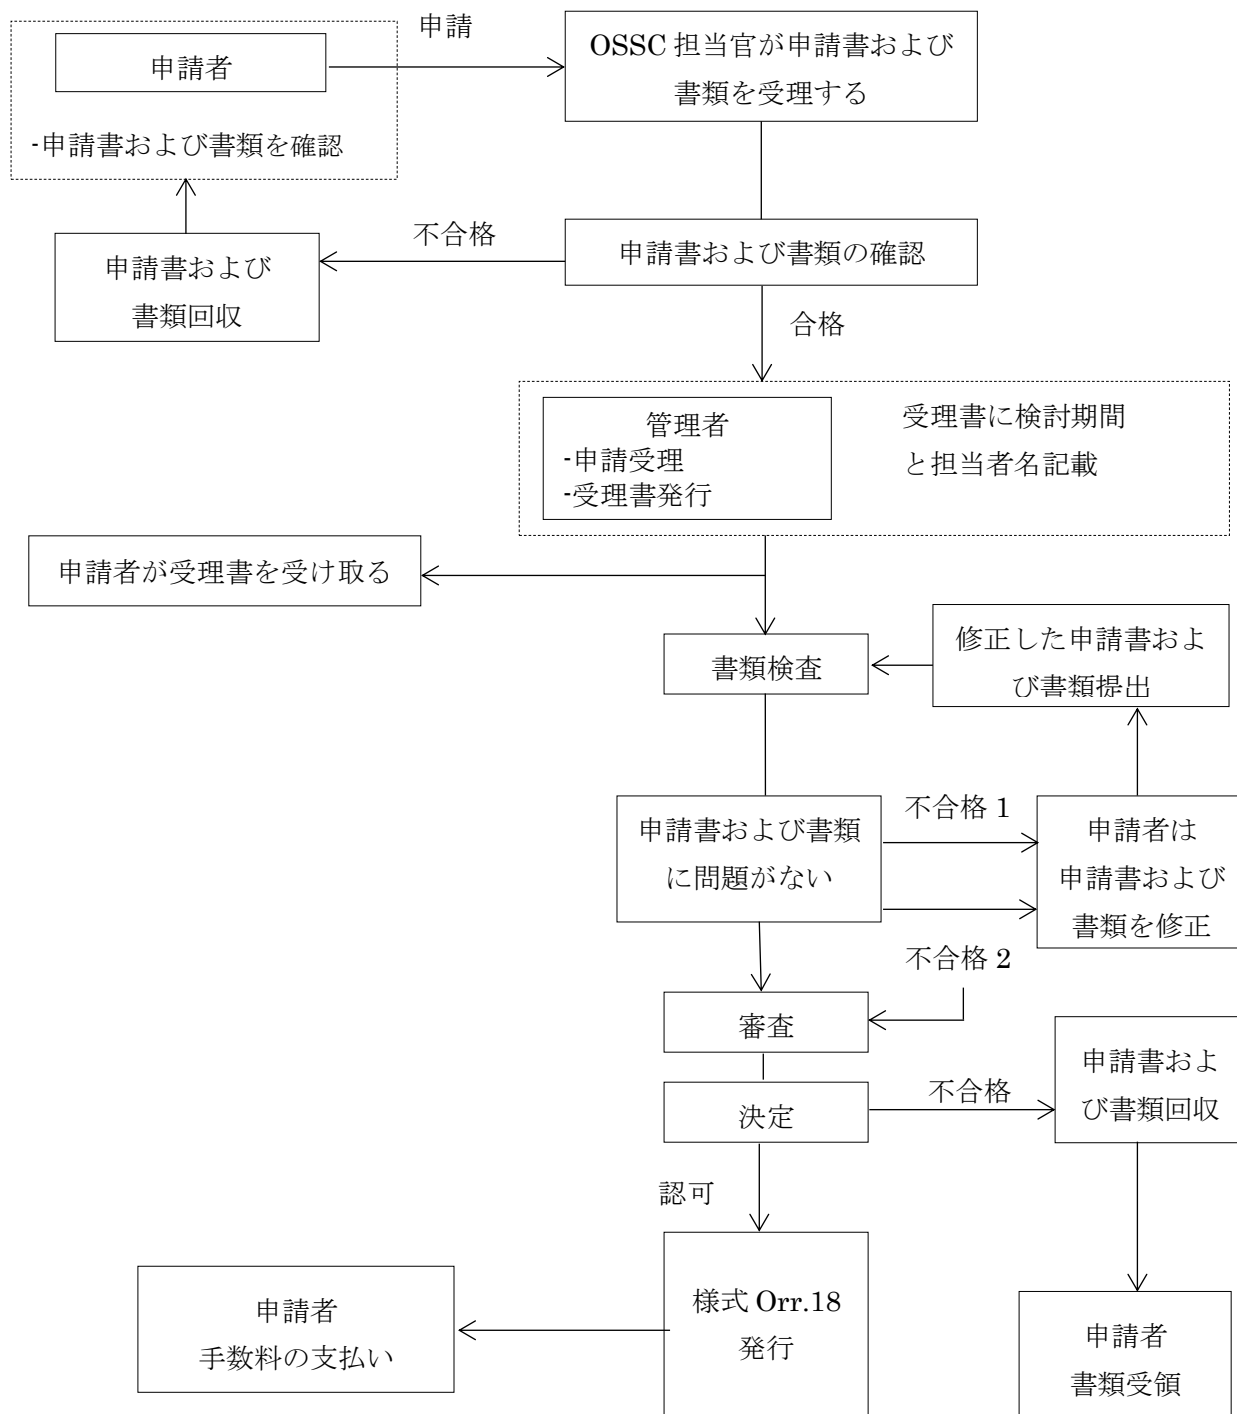 申請
申請者
OSSC 担当官が申請書および
書類を受理する
-申請書および書類を確認
不合格
申請書および書類の確認
申請書および
書類回収
合格
管理者
-申請受理
-受理書発行
受理書に検討期間
と担当者名記載
申請者が受理書を受け取る
書類検査
修正した申請書およ
び書類提出
申請書および書類
に問題がない
不合格 1
申請者は
申請書および
書類を修正
不合格 2
審査
決定
不合格
申請書およ
び書類回収
認可
様式 Orr.18
発行
申請者
手数料の支払い
申請者
書類受領